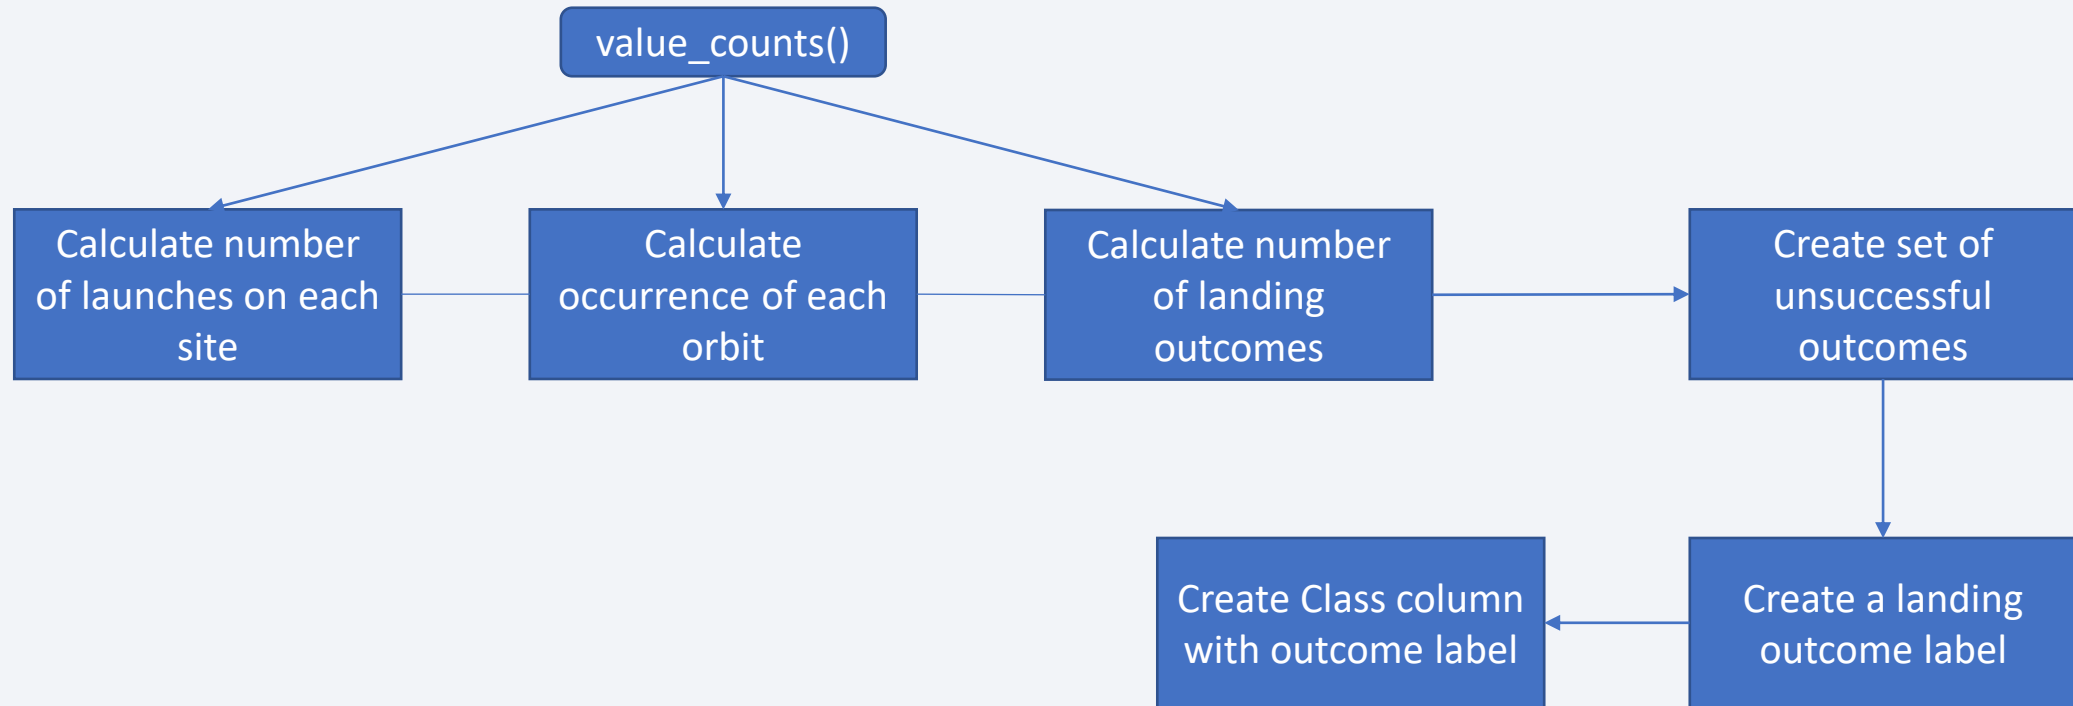 value_counts()
Calculate number
of launches on each
site
Calculate
occurrence of each
orbit
Calculate number
of landing
outcomes
Create set of
unsuccessful
outcomes
Create Class column
with outcome label
Create a landing
outcome label